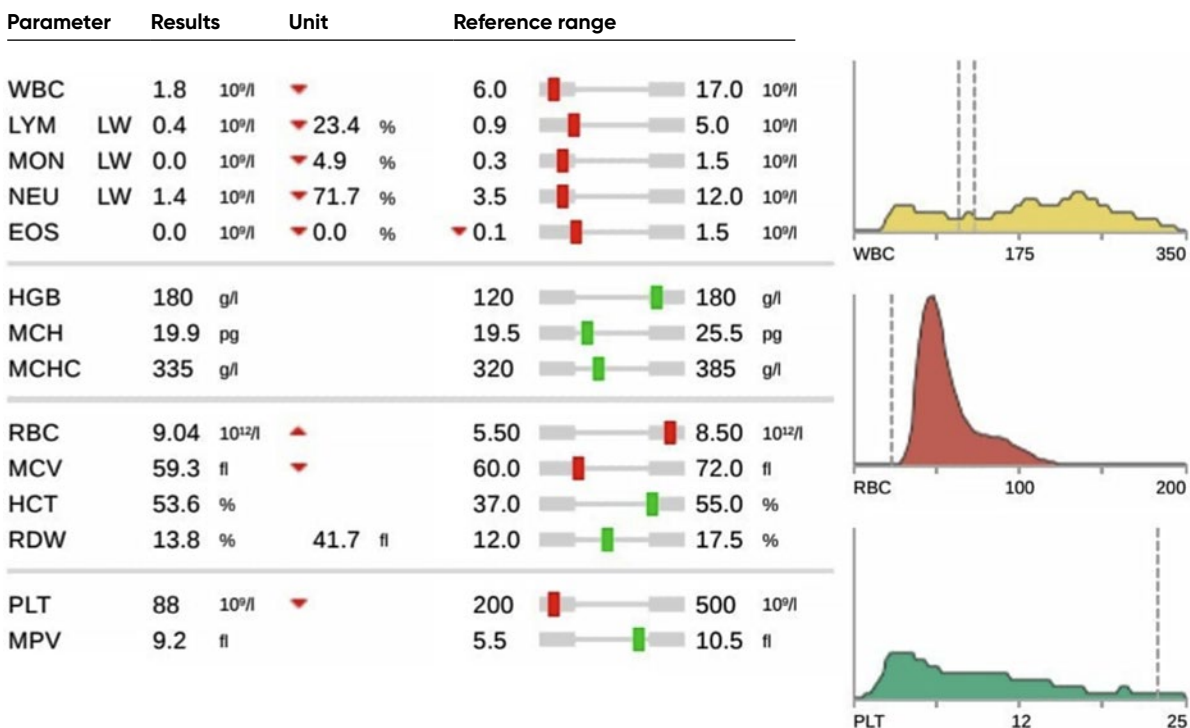 Parameter Results Unit Reference range
WBC 1.8 10⁹/l 6.0 17.0 10⁹/l
LYM LW 0.4 10⁹/l 23.4 % 0.9 5.0 10⁹/l
MON LW 0.0 10⁹/l 4.9 % 0.3 1.5 10⁹/l
NEU LW 1.4 10⁹/l 71.7 % 3.5 12.0 10⁹/l
EOS 0.0 10⁹/l 0.0 % 0.1 1.5 10⁹/l
WBC 175 350
HGB 180 g/l 120 180 g/l
MCH 19.9 pg 19.5 25.5 pg
MCHC 335 g/l 320 385 g/l
RBC 9.04 10¹²/l 5.50 8.50 10¹²/l
MCV 59.3 fl 60.0 72.0 fl
RBC 100 200
HCT 53.6 % 37.0 55.0 %
RDW 13.8 % 41.7 fl 12.0 17.5 %
PLT 88 10⁹/l 200 500 10⁹/l
MPV 9.2 fl 5.5 10.5 fl
PLT 12 25